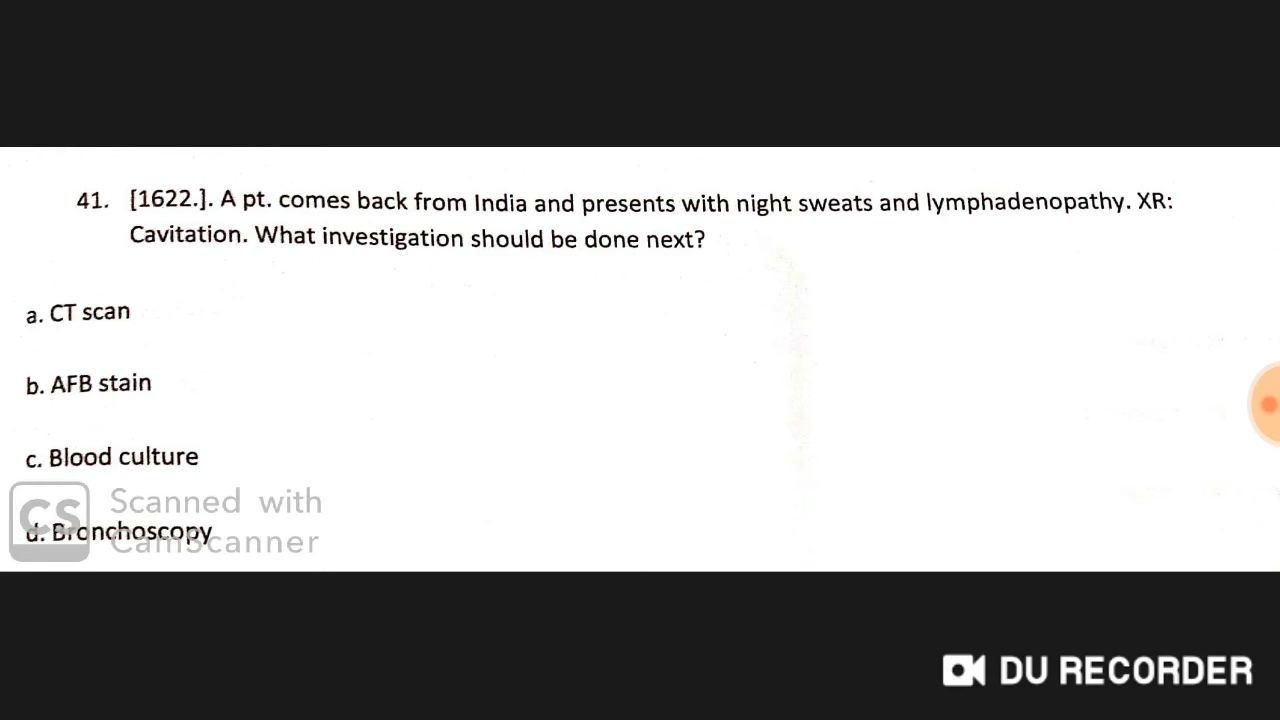 41. [1622.]. A pt. comes back from India and presents with night sweats and lymphadenopathy. XR:
Cavitation. What investigation should be done next?
a. CT scan
b. AFB stain
c. Blood culture
d. Bronchoscopy
CS Scanned with
CamScanner
DU RECORDER